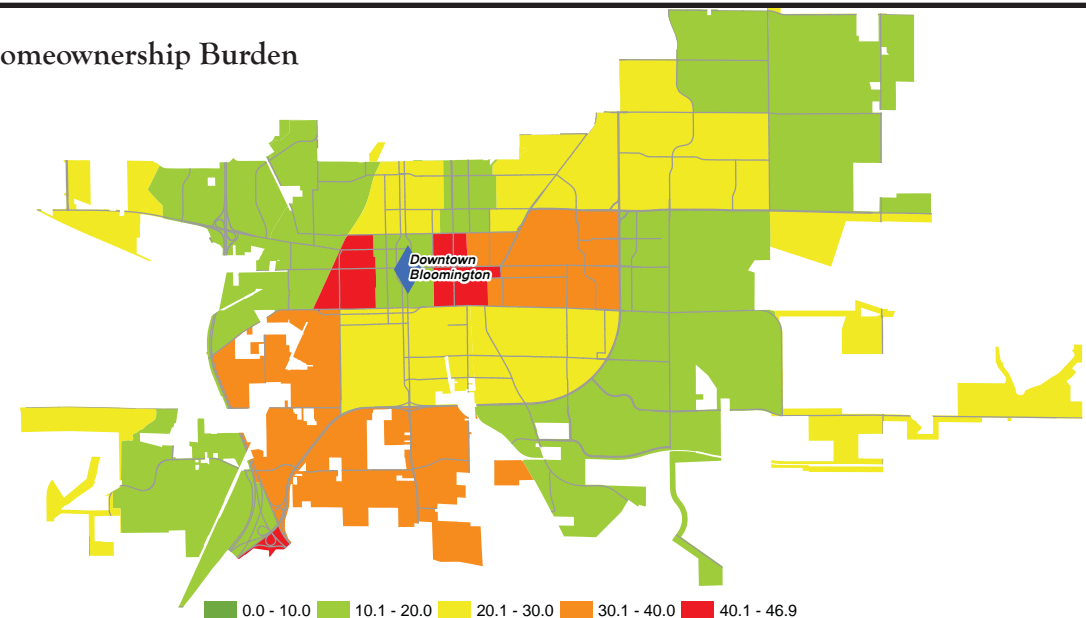 omeownership Burden
Downtown
Bloomington
0.0 - 10.0
10.1 - 20.0
20.1 - 30.0
30.1 - 40.0
40.1 - 46.9